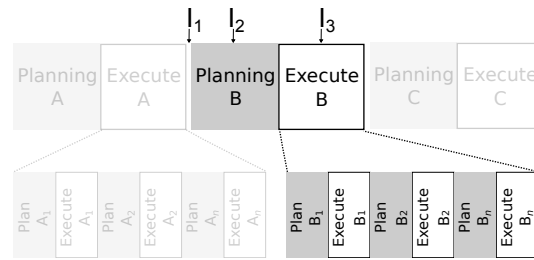 I₁ I₂ I₃
Planning A Execute A Planning B Execute B Planning C Execute C
Plan A₁ Execute A₁ Plan A₂ Execute A₂ Plan Aₙ Execute Aₙ Plan B₁ Execute B₁ Plan B₂ Execute B₂ Plan Bₙ Execute Bₙ